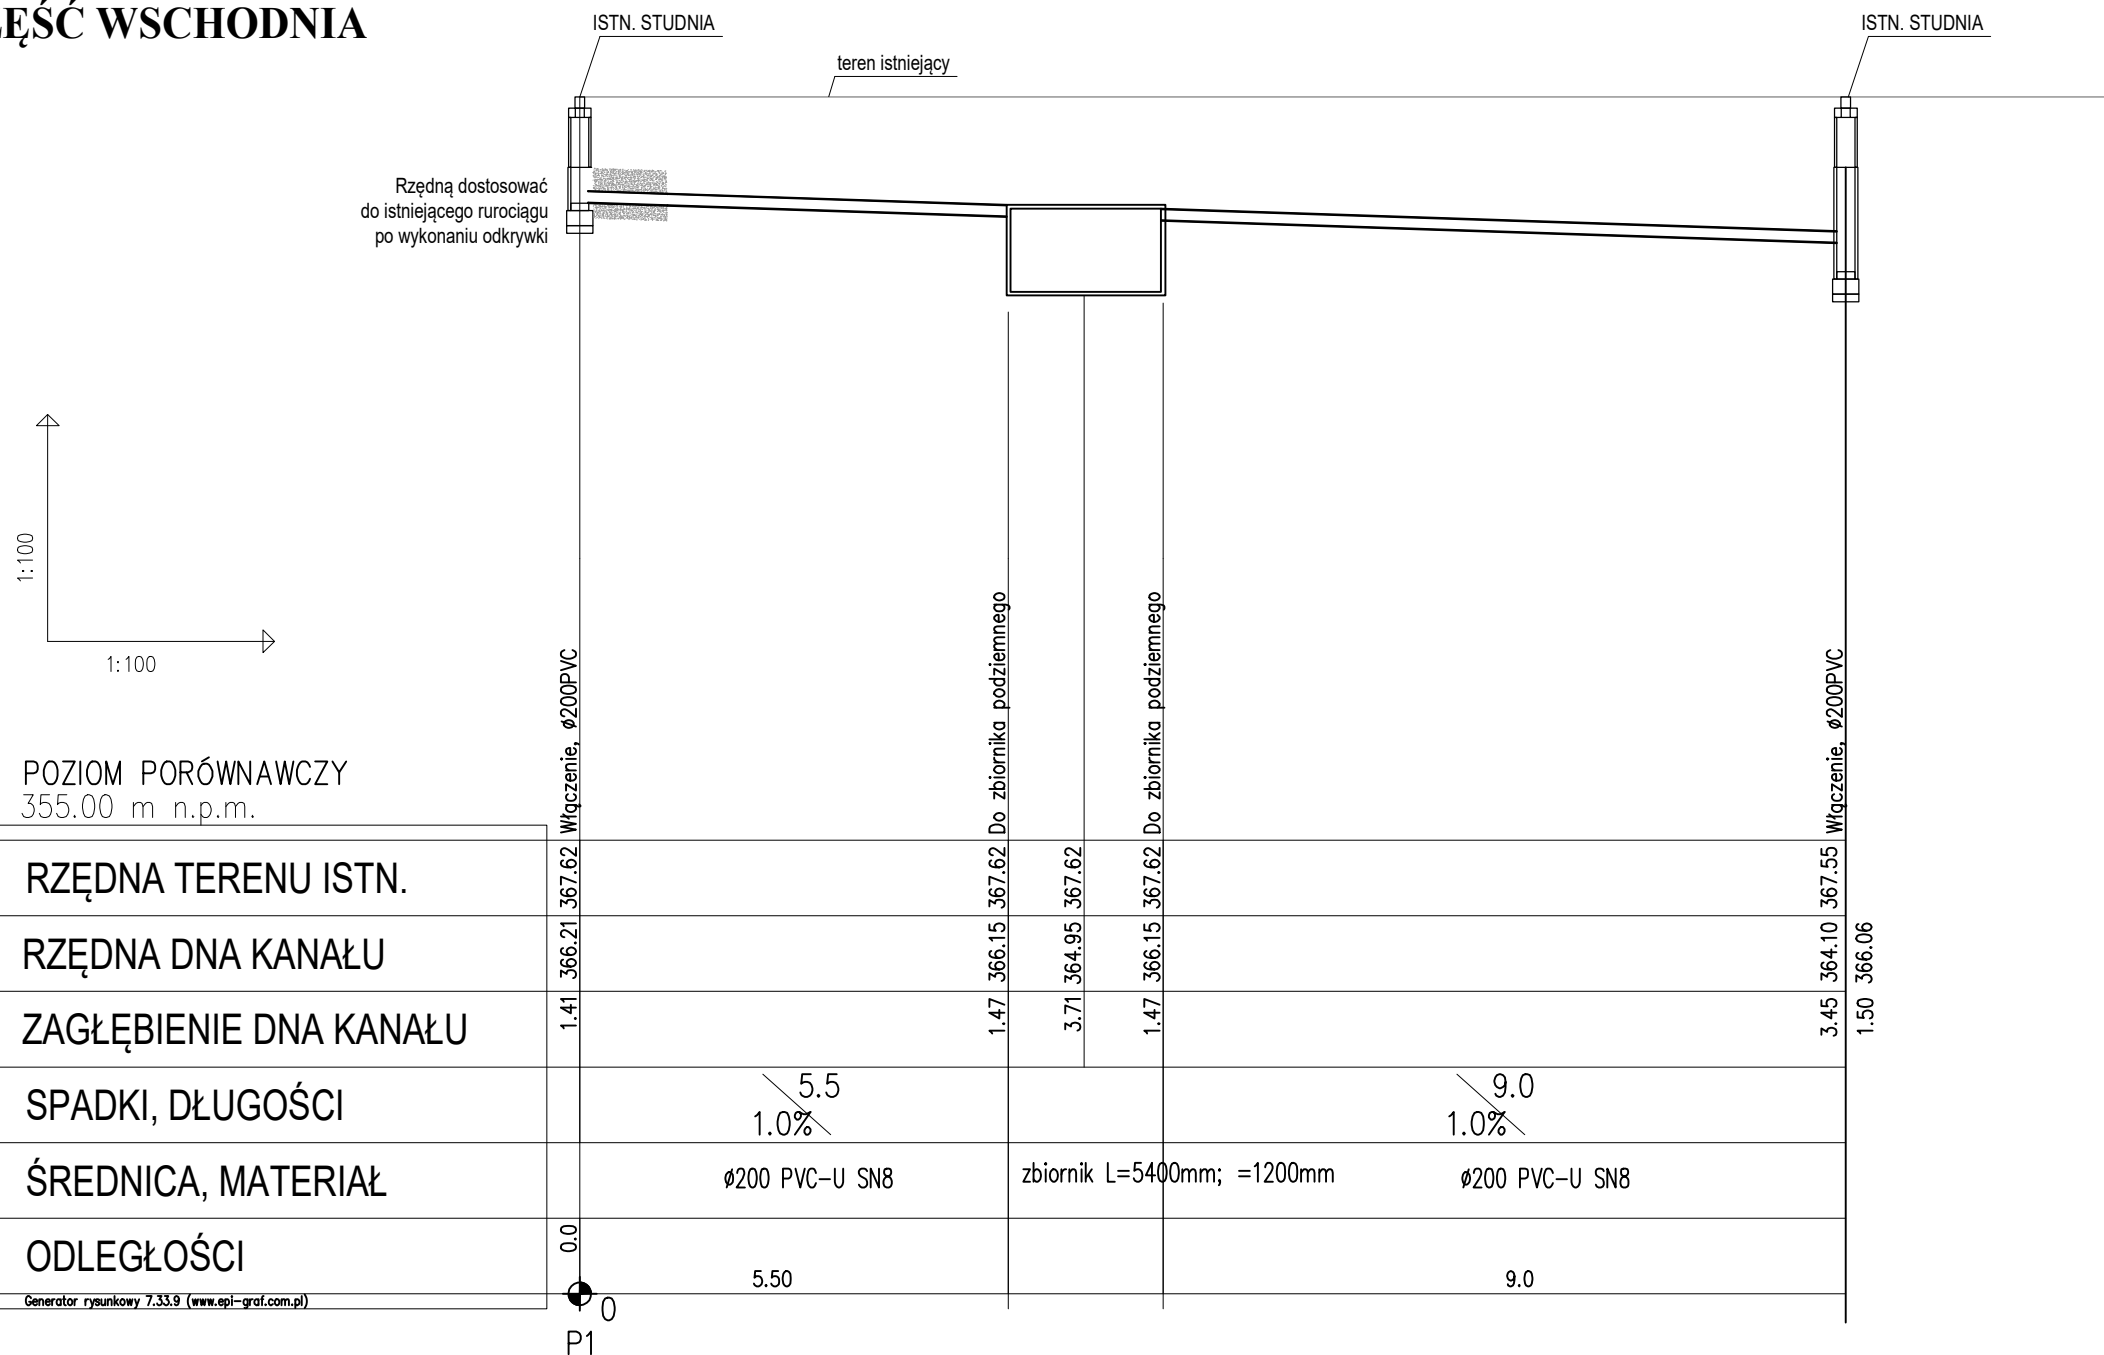 WSCHODNIA
ISTN. STUDNIA
ISTN. STUDNIA
teren istniejący
Rzędną dostosować
do istniejącego rurociągu
po wykonaniu odkrywki
1:100
1:100
POZIOM PORÓWNAWCZY
355.00 m n.p.m.
Włączenie, ø200PVC
Do zbiornika podziemnego
Do zbiornika podziemnego
Włączenie, ø200PVC
RZĘDNA TERENU ISTN.
367.62
367.62
367.62
367.62
367.55
RZĘDNA DNA KANAŁU
366.21
366.15
364.95
366.15
364.10
366.06
ZAGŁĘBIENIE DNA KANAŁU
1.41
1.47
3.71
1.47
3.45
1.50
SPADKI, DŁUGOŚCI
5.5
1.0%
9.0
1.0%
ŚREDNICA, MATERIAŁ
ø200 PVC-U SN8
zbiornik L=5400mm; =1200mm
ø200 PVC-U SN8
ODLEGŁOŚCI
0.0
5.50
9.0
Generator rysunkowy 7.33.9 (www.epi-graf.com.pl)
0
P1